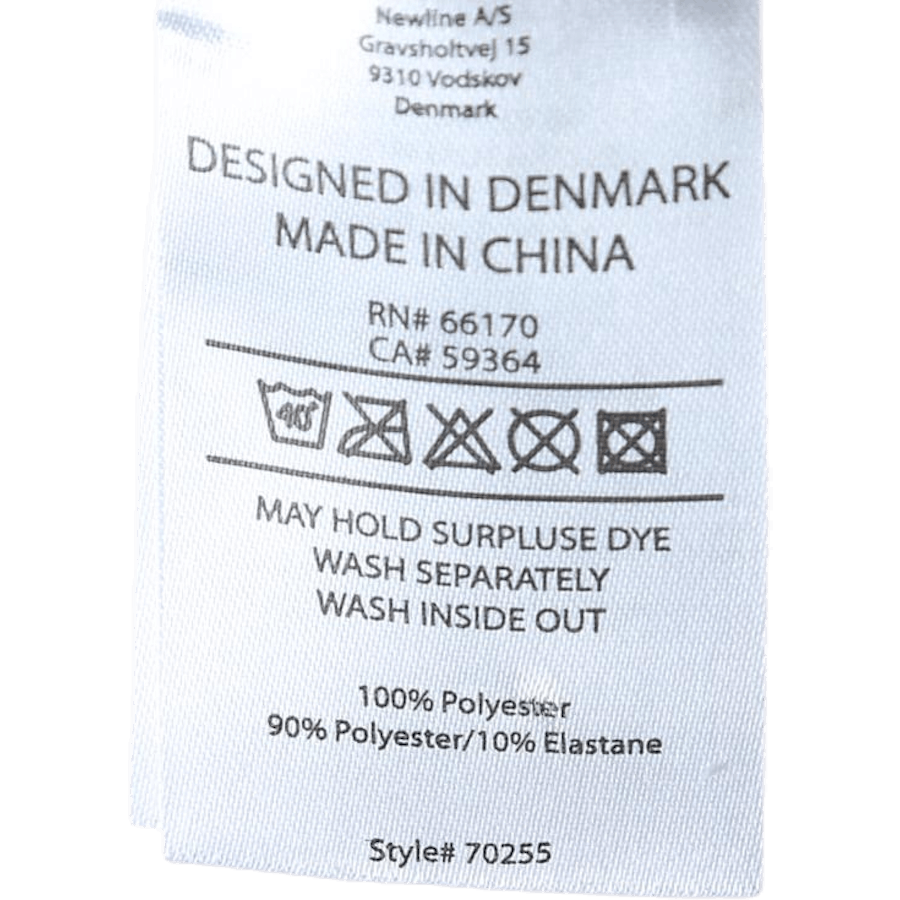 Newline A/S
Gravsholtvej 15
9310 Vodskov
Denmark
DESIGNED IN DENMARK
MADE IN CHINA
RN# 66170
CA# 59364
40°
MAY HOLD SURPLUSE DYE
WASH SEPARATELY
WASH INSIDE OUT
100% Polyester
90% Polyester/10% Elastane
Style# 70255